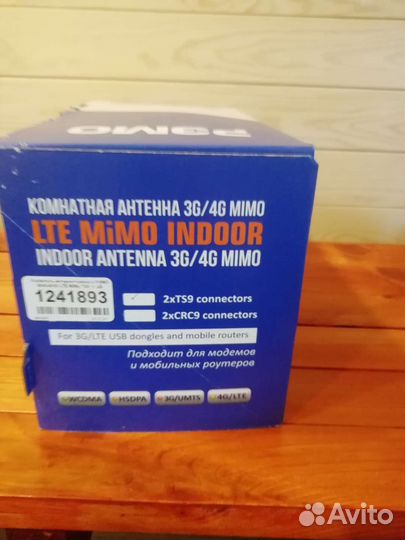 РЭМО
КОМНАТНАЯ АНТЕННА 3G/4G MIMO
LTE MiMO INDOOR
INDOOR ANTENNA 3G/4G MIMO
1241893
2xTS9 connectors
2xCRC9 connectors
For 3G/LTE USB dongles and mobile routers
Подходит для модемов
и мобильных роутеров
WCDMA HSDPA 3G/UMTS 4G/LTE
Avito